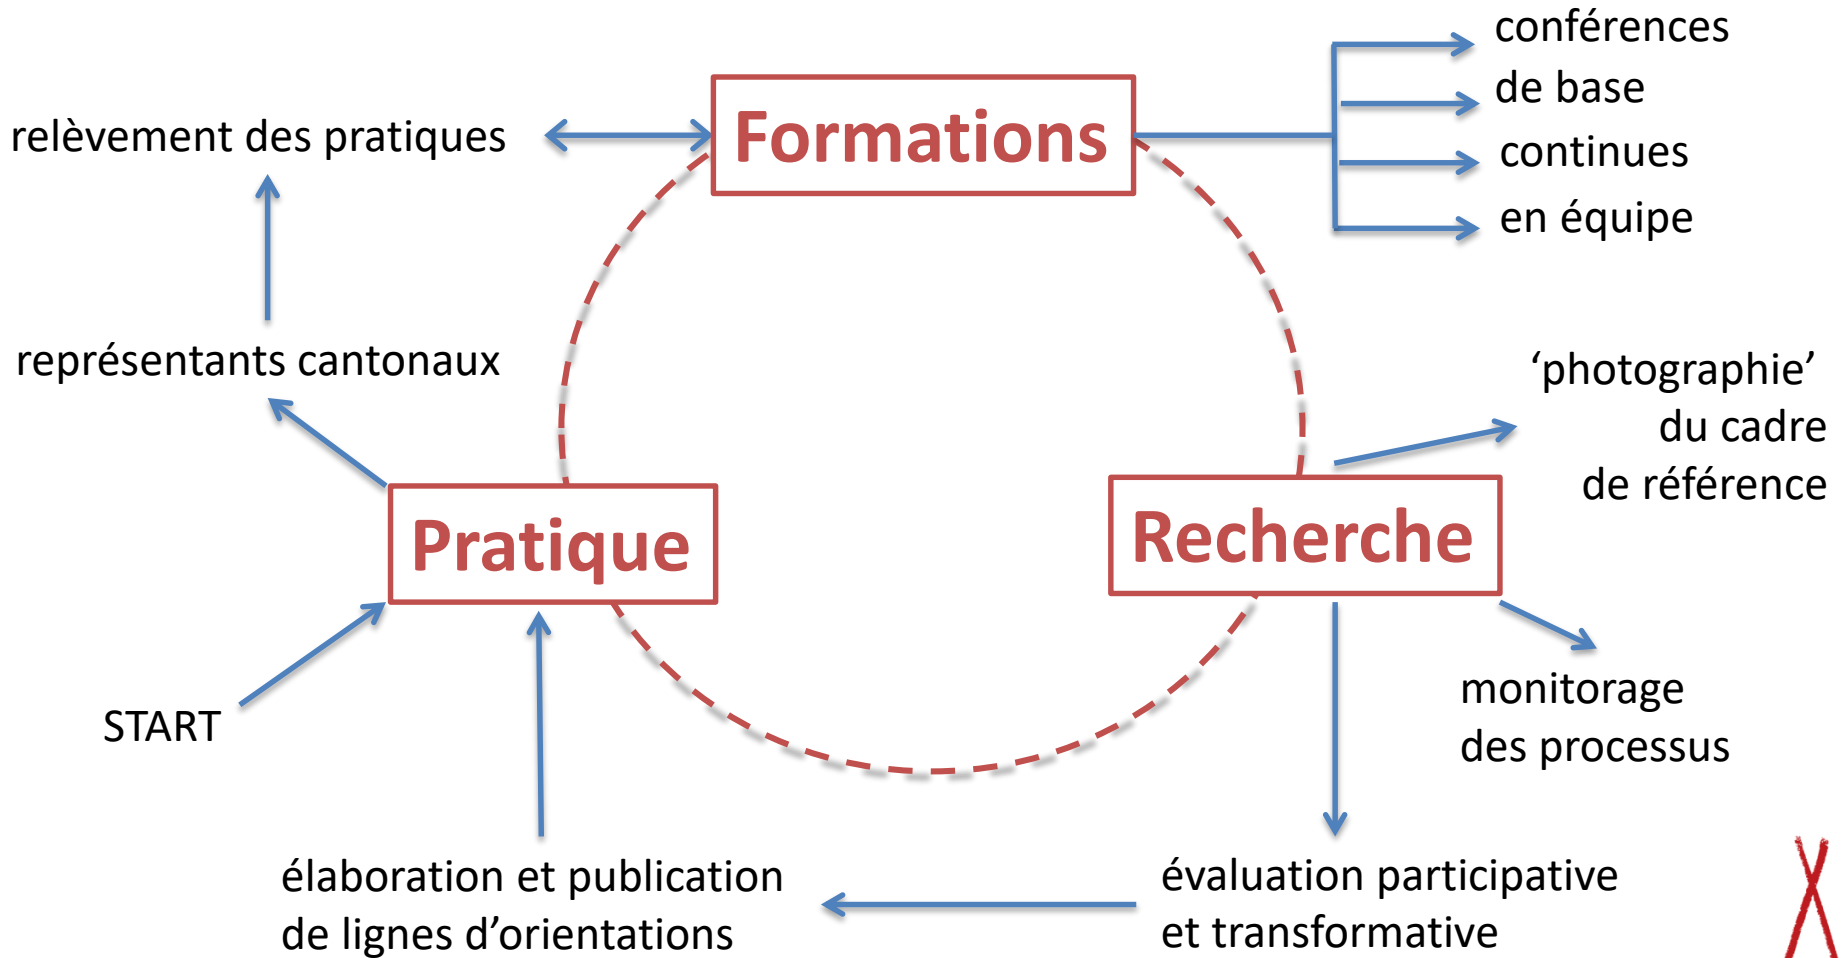 conférences
de base
Formations
relèvement des pratiques
continues
en équipe
représentants cantonaux
‘photographie’
du cadre
de référence
Pratique
Recherche
START
monitorage
des processus
élaboration et publication
de lignes d’orientations
évaluation participative
et transformative